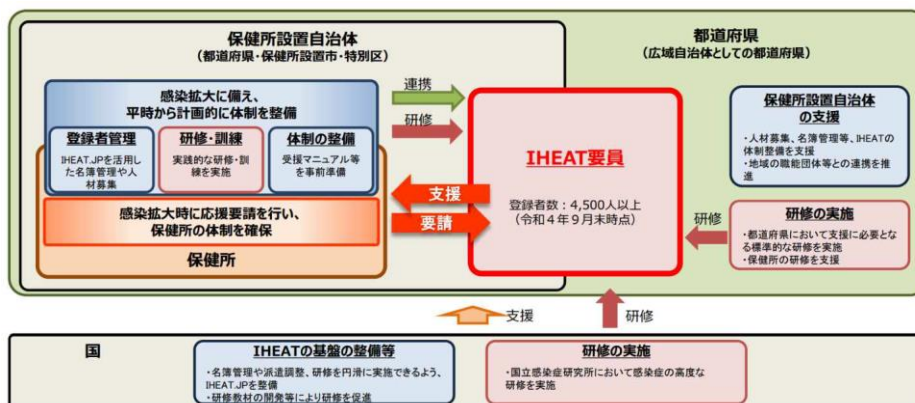 保健所設置自治体
（都道府県・保健所設置市・特別区）
都道府県
（広域自治体としての都道府県）
感染拡大に備え、
平時から計画的に体制を整備
登録者管理
IHEAT.JPを活用し
た名簿管理や人
材募集
研修・訓練
実践的な研修・訓
練を実施
体制の整備
受援マニュアル等
を事前準備
感染拡大時に応援要請を行い、
保健所の体制を確保
保健所
連携
研修
支援
要請
IHEAT要員
登録者数：4,500人以上
（令和４年９月末時点）
保健所設置自治体
の支援
・人材募集、名簿管理等、IHEATの
体制整備を支援
・地域の職能団体等との連携を推
進
研修
研修の実施
・都道府県において支援に必要とな
る標準的な研修を実施
・保健所の研修を支援
支援
研修
国
IHEATの基盤の整備等
・名簿管理や派遣調整、研修を円滑に実施できるよう、
IHEAT.JPを整備
・研修教材の開発等により研修を促進
研修の実施
・国立感染症研究所において感染症の高度な
研修を実施